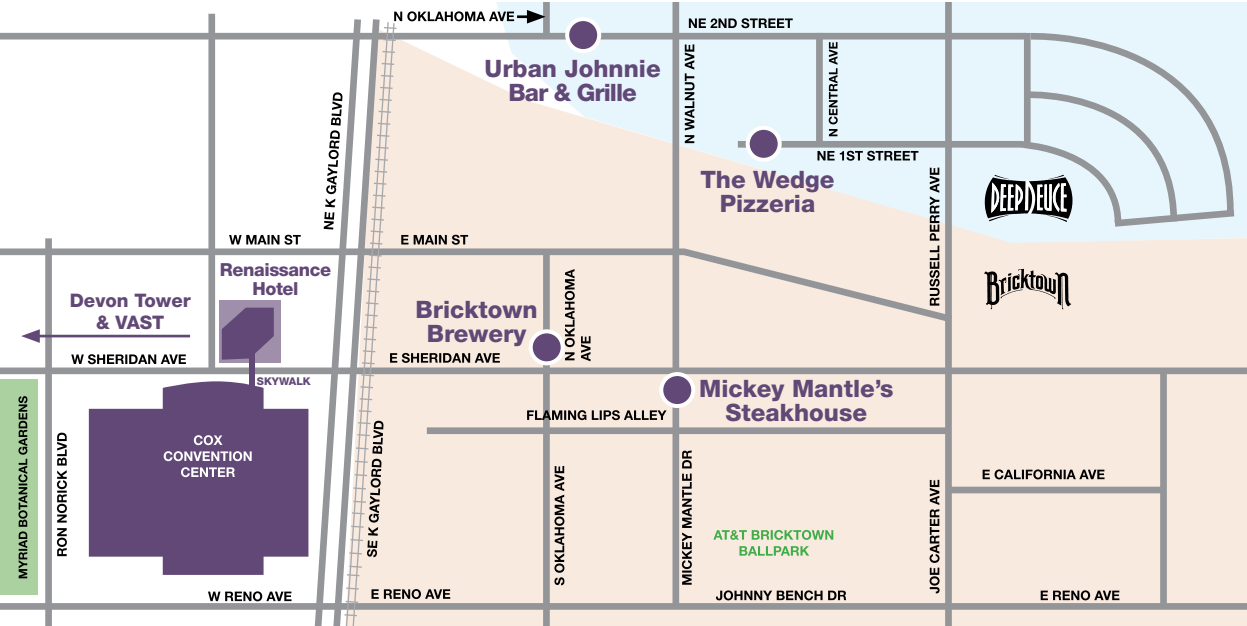 N OKLAHOMA AVE
NE 2ND STREET
Urban Johnnie
Bar & Grille
N WALNUT AVE
N CENTRAL AVE
NE K GAYLORD BLVD
NE 1ST STREET
The Wedge
Pizzeria
RUSSELL PERRY AVE
DEEP DEUCE
W MAIN ST
E MAIN ST
Renaissance
Hotel
Bricktown
Devon Tower
& VAST
Bricktown
Brewery
N OKLAHOMA
AVE
W SHERIDAN AVE
E SHERIDAN AVE
SKYWALK
Mickey Mantle's
Steakhouse
FLAMING LIPS ALLEY
MYRIAD BOTANICAL GARDENS
RON NORICK BLVD
COX
CONVENTION
CENTER
SE K GAYLORD BLVD
S OKLAHOMA AVE
MICKEY MANTLE DR
AT&T BRICKTOWN
BALLPARK
JOE CARTER AVE
E CALIFORNIA AVE
W RENO AVE
E RENO AVE
JOHNNY BENCH DR
E RENO AVE